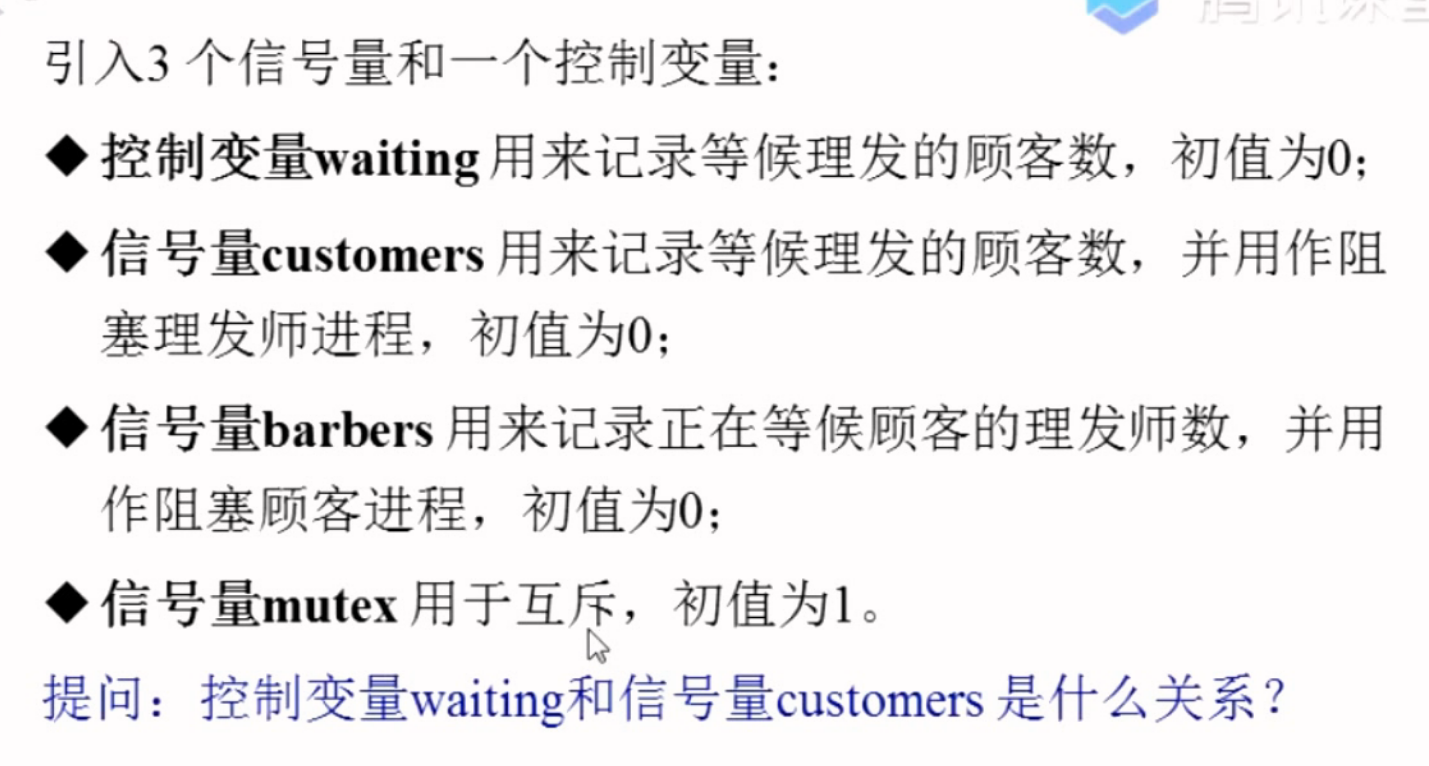 引入3 个信号量和一个控制变量：
◆ 控制变量waiting 用来记录等候理发的顾客数，初值为0；
◆ 信号量customers 用来记录等候理发的顾客数，并用作阻
塞理发师进程，初值为0；
◆ 信号量barbers 用来记录正在等候顾客的理发师数，并用
作阻塞顾客进程，初值为0；
◆ 信号量mutex 用于互斥，初值为1。
提问：控制变量waiting和信号量customers 是什么关系？